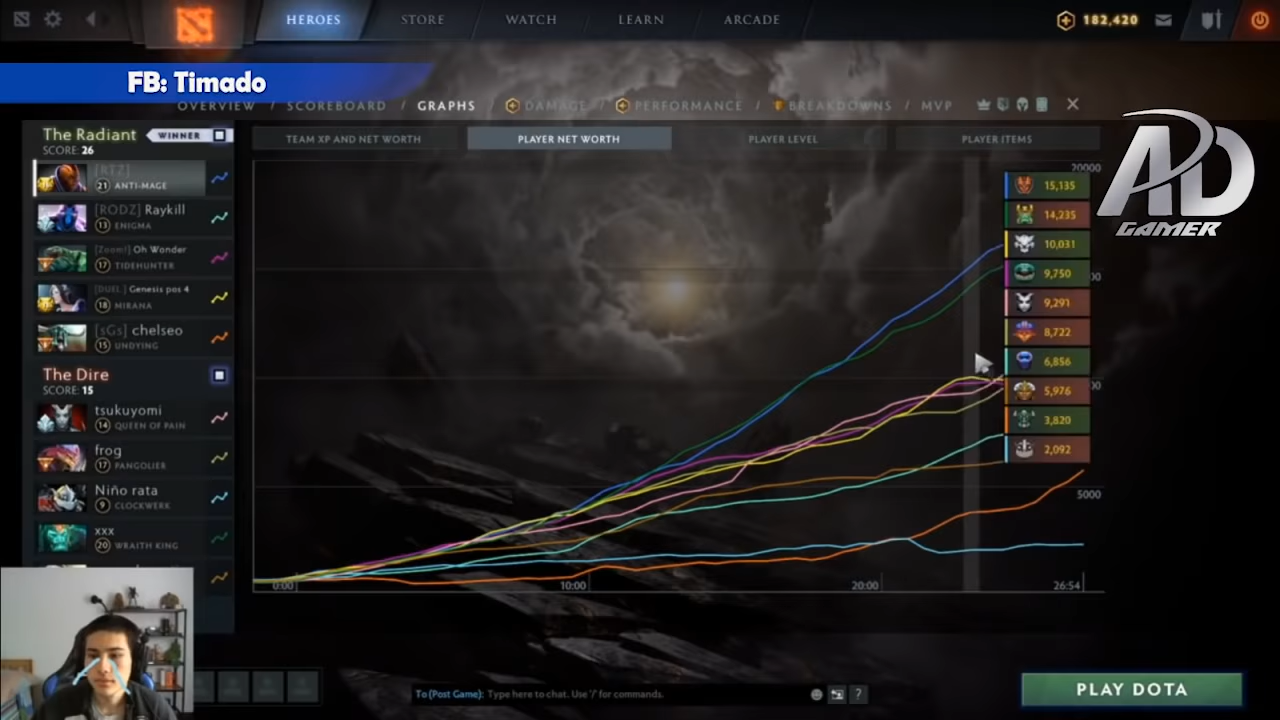 HEROES
STORE
WATCH
LEARN
ARCADE
182,420
FB: Timado
OVERVIEW / SCOREBOARD / GRAPHS / DAMAGE / PERFORMANCE / BREAKDOWNS / MVP
AD
GAMER
The Radiant
WINNER
SCORE: 26
TEAM XP AND NET WORTH
PLAYER NET WORTH
PLAYER LEVEL
PLAYER ITEMS
[RTZ]
21 ANTI-MAGE
[RODZ] Raykill
13 ENIGMA
[Zoom!] Oh Wonder
17 TIDEHUNTER
[DUEL] Genesis pos 4
18 MIRANA
[sGs] chelseo
15 UNDYING
The Dire
SCORE: 15
tsukuyomi
14 QUEEN OF PAIN
frog
17 PANGOLIER
Niño rata
9 CLOCKWERK
xxx
20 WRAITH KING
20000
15,135
14,235
10,031
9,750
9,291
8,722
6,856
5,976
3,820
2,092
5000
0:00
10:00
20:00
26:54
To (Post Game): Type here to chat. Use '/' for commands.
?
PLAY DOTA